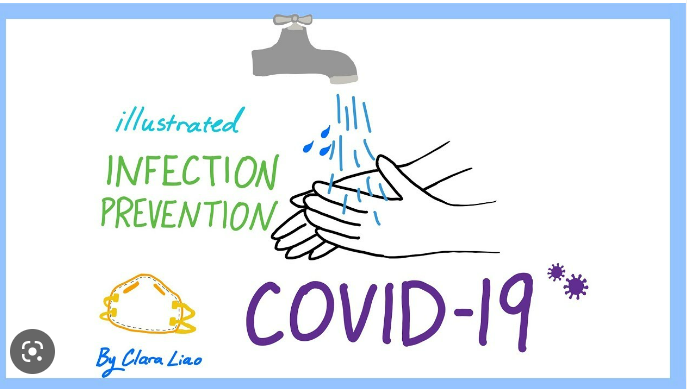 illustrated
INFECTION
PREVENTION
COVID-19
By Clara Liao